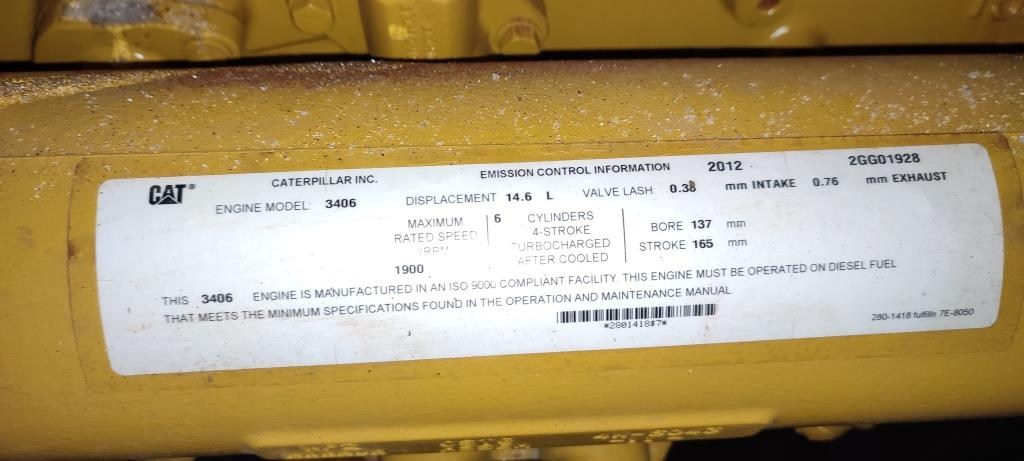 CAT®
CATERPILLAR INC. EMISSION CONTROL INFORMATION 2012 2GG01928
ENGINE MODEL: 3406 DISPLACEMENT 14.6 L VALVE LASH: 0.38 mm INTAKE 0.76 mm EXHAUST
MAXIMUM
RATED SPEED
(RPM)
1900
6 CYLINDERS
4-STROKE
TURBOCHARGED
AFTER COOLED
BORE 137 mm
STROKE 165 mm
THIS 3406 ENGINE IS MANUFACTURED IN AN ISO 9000 COMPLIANT FACILITY. THIS ENGINE MUST BE OPERATED ON DIESEL FUEL
THAT MEETS THE MINIMUM SPECIFICATIONS FOUND IN THE OPERATION AND MAINTENANCE MANUAL
*2801418$7*
280-1418 fulfills 7E-8050